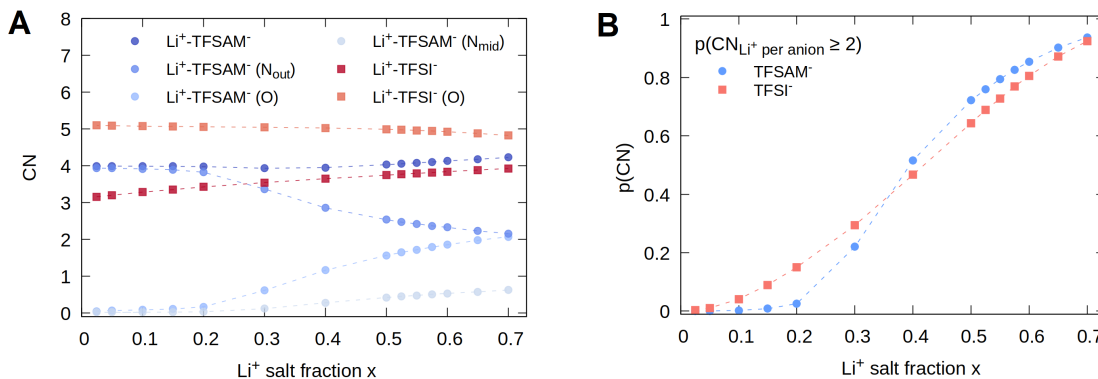 A
8
7
6
5
4
3
2
1
0
CN
Li⁺-TFSAM⁻
Li⁺-TFSAM⁻ (N_out)
Li⁺-TFSAM⁻ (O)
Li⁺-TFSAM⁻ (N_mid)
Li⁺-TFSI⁻
Li⁺-TFSI⁻ (O)
0 0.1 0.2 0.3 0.4 0.5 0.6 0.7
Li⁺ salt fraction x
B
1
0.8
0.6
0.4
0.2
0
p(CN)
p(CN_Li⁺ per anion ≥ 2)
TFSAM⁻
TFSI⁻
0 0.1 0.2 0.3 0.4 0.5 0.6 0.7
Li⁺ salt fraction x